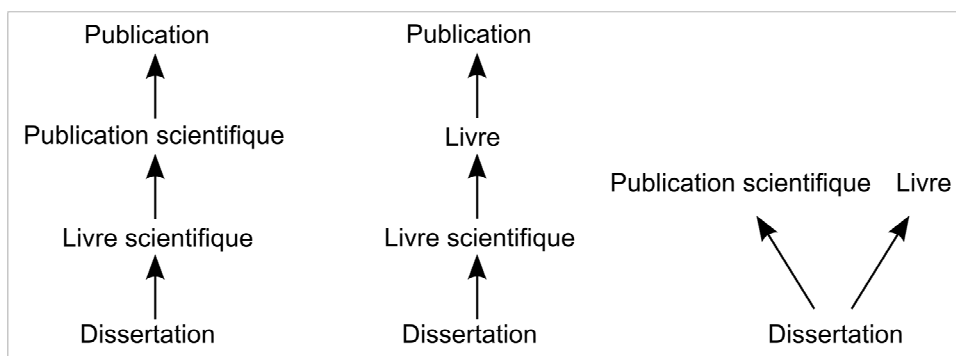 Publication
Publication scientifique
Livre scientifique
Dissertation
Publication
Livre
Livre scientifique
Dissertation
Publication scientifique Livre
Dissertation